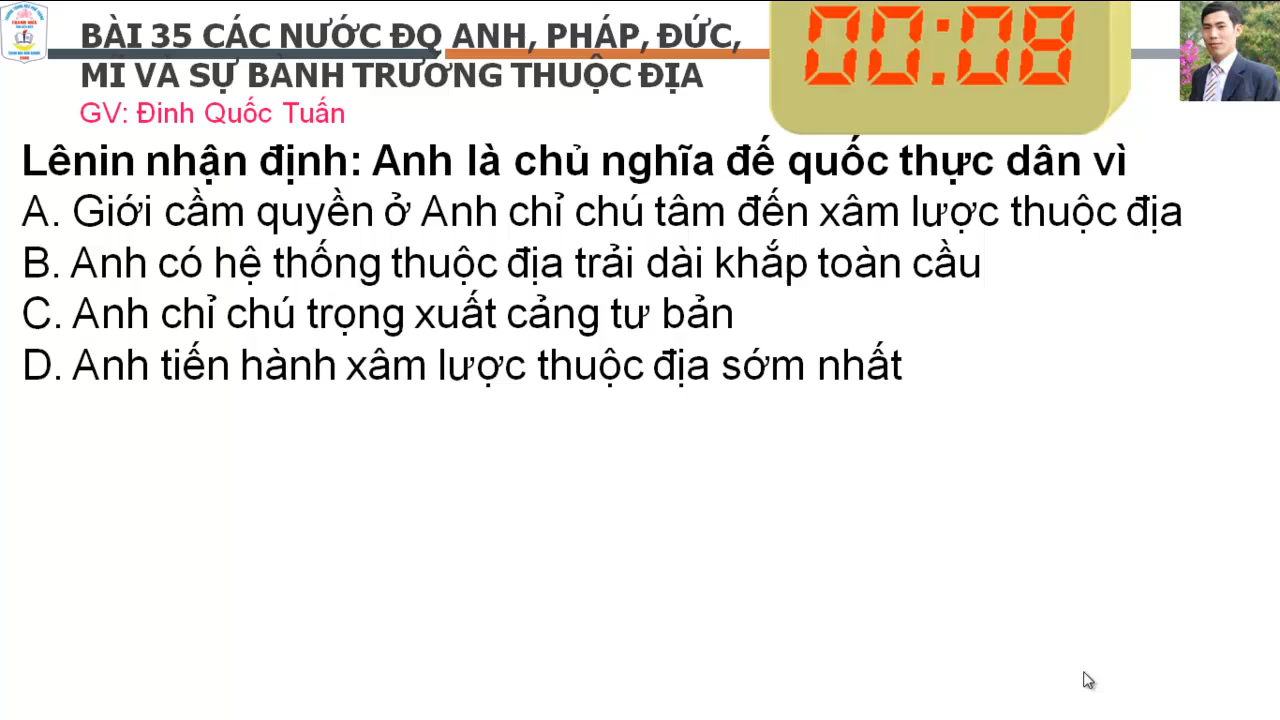 BÀI 35 CÁC NƯỚC ĐQ ANH, PHÁP, ĐỨC,
MĨ VÀ SỰ BÀNH TRƯỚNG THUỘC ĐỊA
GV: Đinh Quốc Tuấn
00:08
Lênin nhận định: Anh là chủ nghĩa đế quốc thực dân vì
A. Giới cầm quyền ở Anh chỉ chú tâm đến xâm lược thuộc địa
B. Anh có hệ thống thuộc địa trải dài khắp toàn cầu
C. Anh chỉ chú trọng xuất cảng tư bản
D. Anh tiến hành xâm lược thuộc địa sớm nhất